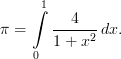 π = ∫₀¹ 4/(1 + x²) dx.